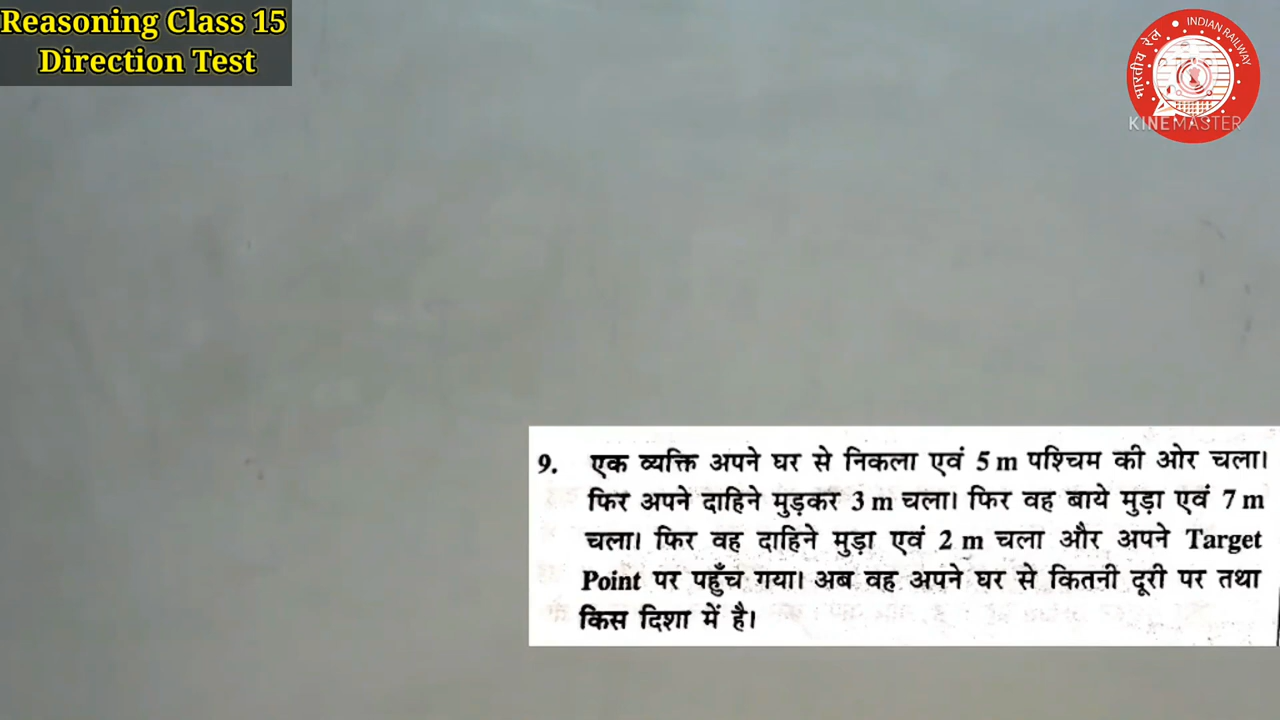 Reasoning Class 15
Direction Test
भारतीय रेल
INDIAN RAILWAY
KINEMASTER
9. एक व्यक्ति अपने घर से निकला एवं 5 m पश्चिम की ओर चला।
फिर अपने दाहिने मुड़कर 3 m चला। फिर वह बाये मुड़ा एवं 7 m
चला। फिर वह दाहिने मुड़ा एवं 2 m चला और अपने Target
Point पर पहुँच गया। अब वह अपने घर से कितनी दूरी पर तथा
किस दिशा में है।